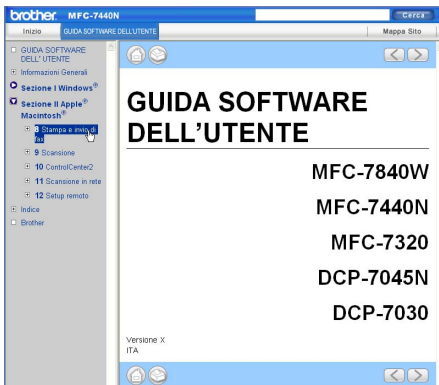 brother. MFC-7440N
Cerca
Inizio
GUIDA SOFTWARE DELL'UTENTE
Mappa Sito
GUIDA SOFTWARE
DELL' UTENTE
Informazioni Generali
Sezione I Windows®
Sezione II Apple®
Macintosh®
8 Stampa e invio di
fax
9 Scansione
10 ControlCenter2
11 Scansione in rete
12 Setup remoto
Indice
Brother
GUIDA SOFTWARE
DELL'UTENTE
MFC-7840W
MFC-7440N
MFC-7320
DCP-7045N
DCP-7030
Versione X
ITA